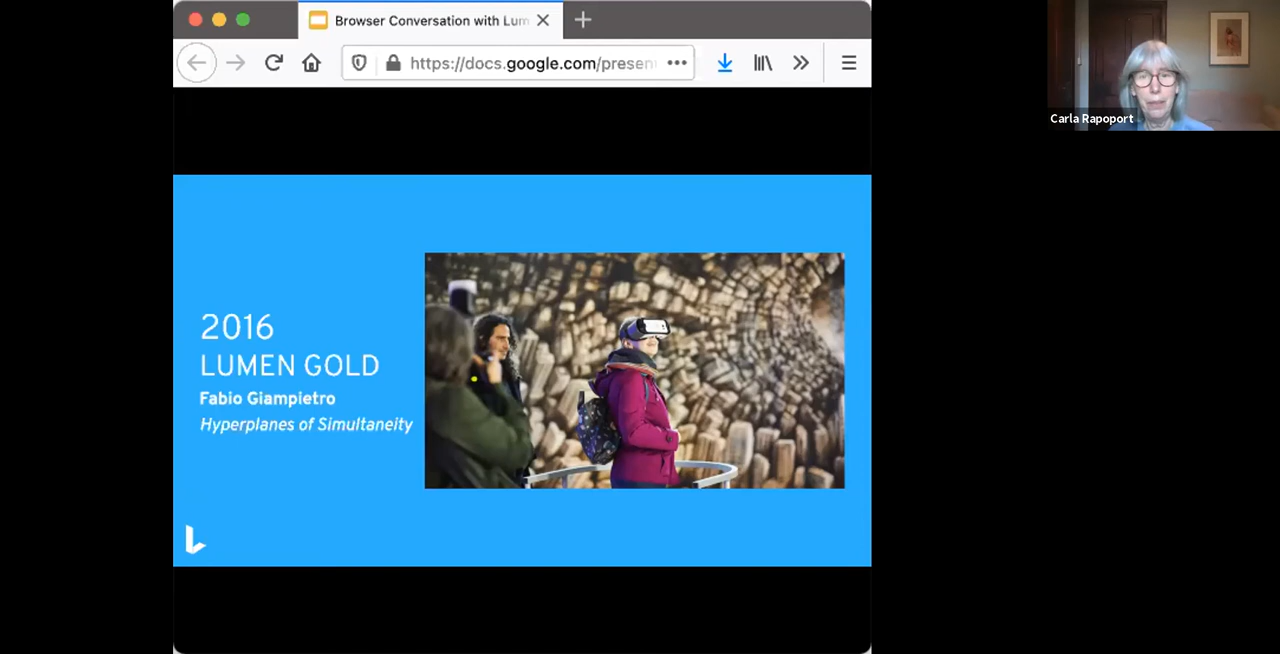 Browser Conversation with Lum
https://docs.google.com/presen
Carla Rapoport
2016
LUMEN GOLD
Fabio Giampietro
Hyperplanes of Simultaneity